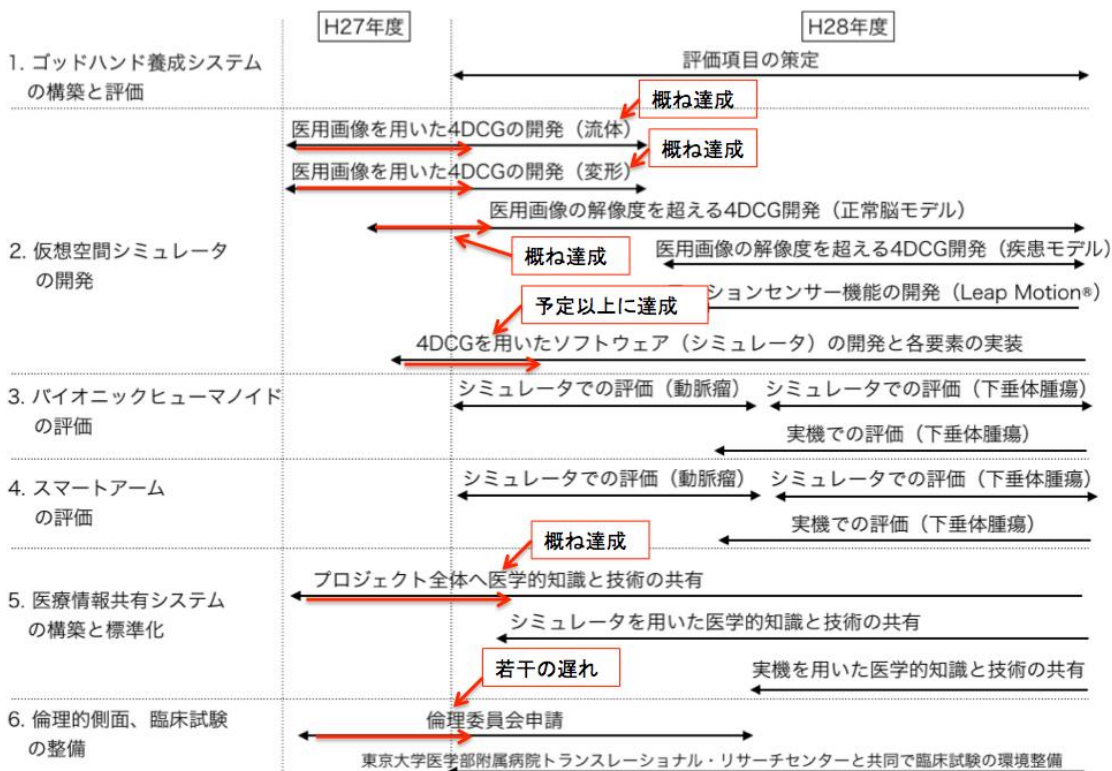 H27年度
H28年度
1. ゴッドハンド養成システム
の構築と評価
評価項目の策定
概ね達成
医用画像を用いた4DCGの開発（流体）
概ね達成
医用画像を用いた4DCGの開発（変形）
医用画像の解像度を超える4DCG開発（正常脳モデル）
2. 仮想空間シミュレータ
の開発
概ね達成
医用画像の解像度を超える4DCG開発（疾患モデル）
ションセンサー機能の開発（Leap Motion®）
予定以上に達成
4DCGを用いたソフトウェア（シミュレータ）の開発と各要素の実装
3. バイオニックヒューマノイド
の評価
シミュレータでの評価（動脈瘤）
シミュレータでの評価（下垂体腫瘍）
実機での評価（下垂体腫瘍）
4. スマートアーム
の評価
シミュレータでの評価（動脈瘤）
シミュレータでの評価（下垂体腫瘍）
実機での評価（下垂体腫瘍）
概ね達成
プロジェクト全体へ医学的知識と技術の共有
5. 医療情報共有システム
の構築と標準化
シミュレータを用いた医学的知識と技術の共有
若干の遅れ
実機を用いた医学的知識と技術の共有
6. 倫理的側面、臨床試験
の整備
倫理委員会申請
東京大学医学部附属病院トランスレーショナル・リサーチセンターと共同で臨床試験の環境整備